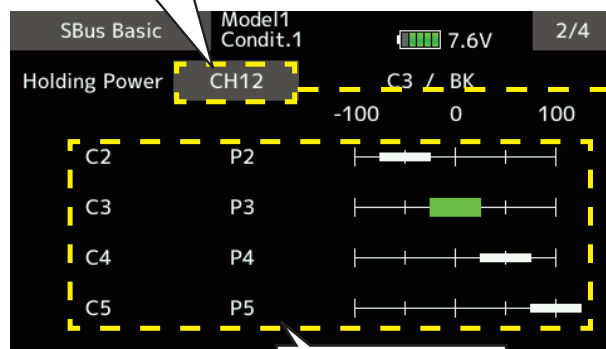 SBus Basic Model1 Condit.1 7.6V 2/4
Holding Power CH12 C3 / BK
-100 0 100
C2 P2
C3 P3
C4 P4
C5 P5